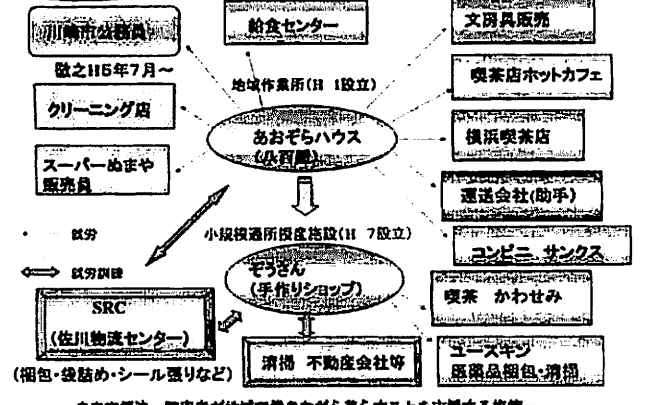 川崎市公務員
給食センター
文房具販売
敬之H5年7月～
喫茶店ホットカフェ
地域作業所(H 1設立)
クリーニング店
あおぞらハウス
(八百屋)
横浜喫茶店
スーパーぬまや
販売員
運送会社(助手)
就労
小規模通所授産施設(H 7設立)
コンビニ サンクス
就労訓練
ぞうさん
(手作りショップ)
喫茶 かわせみ
SRC
(佐川物流センター)
清掃 不動産会社等
ユースキン
医薬品梱包・清掃
(梱包・袋詰め・シール張りなど)